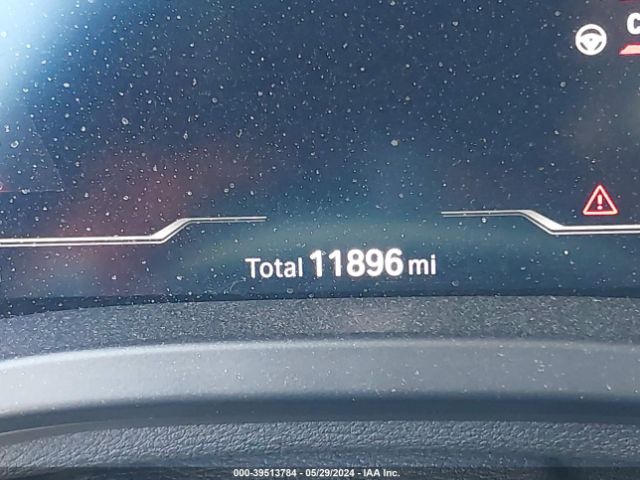 C
Total 11896 mi
000-39513784 - 05/29/2024 - IAA Inc.